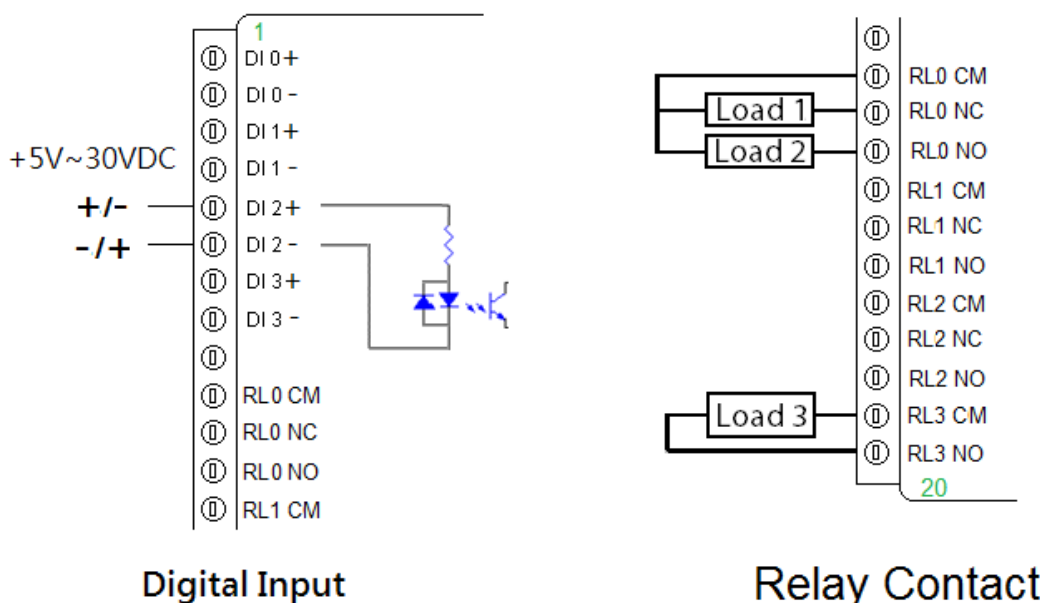 1
DI 0+
DI 0 -
DI 1+
DI 1 -
+5V~30VDC
+/-
DI 2+
-/+
DI 2 -
DI 3+
DI 3 -
RL0 CM
RL0 NC
RL0 NO
RL1 CM
Digital Input
RL0 CM
Load 1
RL0 NC
Load 2
RL0 NO
RL1 CM
RL1 NC
RL1 NO
RL2 CM
RL2 NC
RL2 NO
Load 3
RL3 CM
RL3 NO
20
Relay Contact